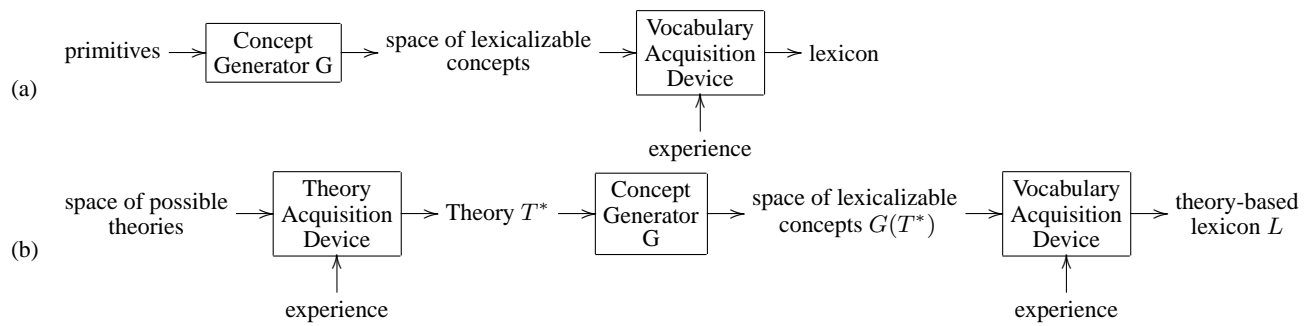 primitives
Concept
Generator G
space of lexicalizable
concepts
Vocabulary
Acquisition
Device
lexicon
(a)
experience
space of possible
theories
Theory
Acquisition
Device
Theory T*
Concept
Generator
G
space of lexicalizable
concepts G(T*)
Vocabulary
Acquisition
Device
theory-based
lexicon L
(b)
experience
experience